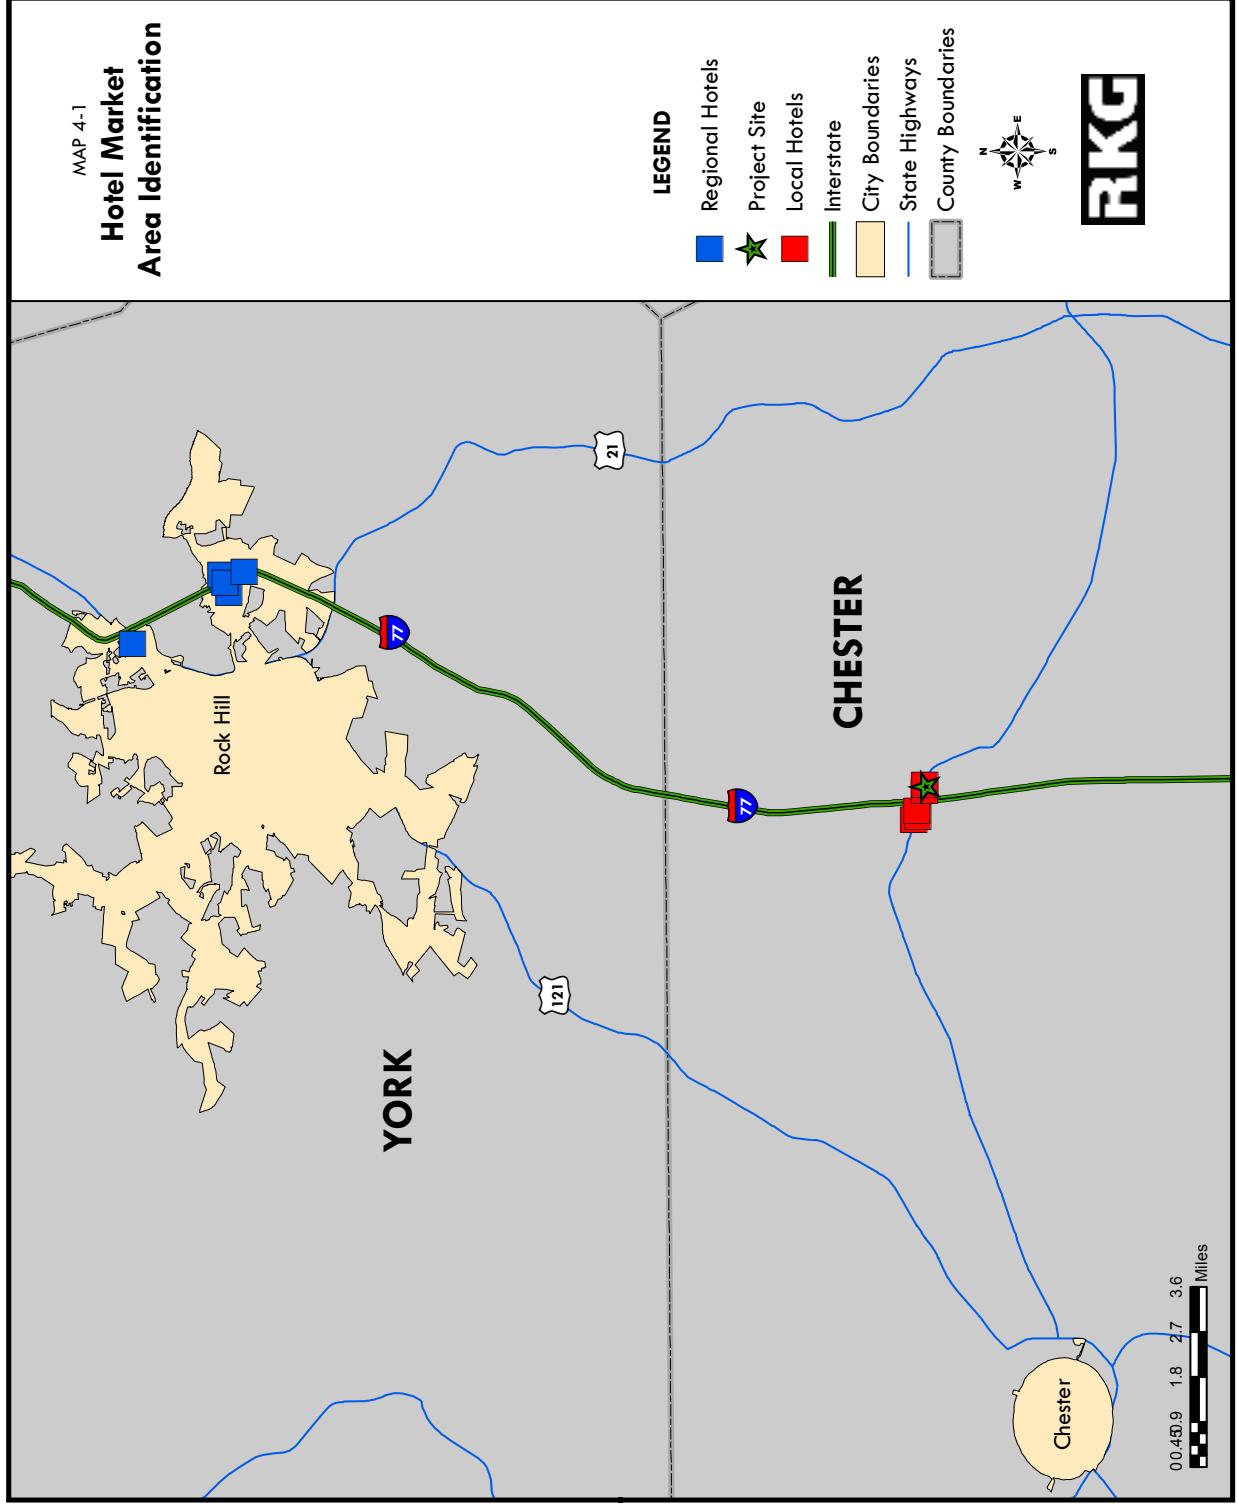 MAP 4-1
Hotel Market
Area Identification
LEGEND
Regional Hotels
Project Site
Local Hotels
Interstate
City Boundaries
State Highways
County Boundaries
N
W
E
S
RKG
Rock Hill
77
21
YORK
121
77
CHESTER
Chester
0 0.45 0.9 1.8 2.7 3.6
Miles